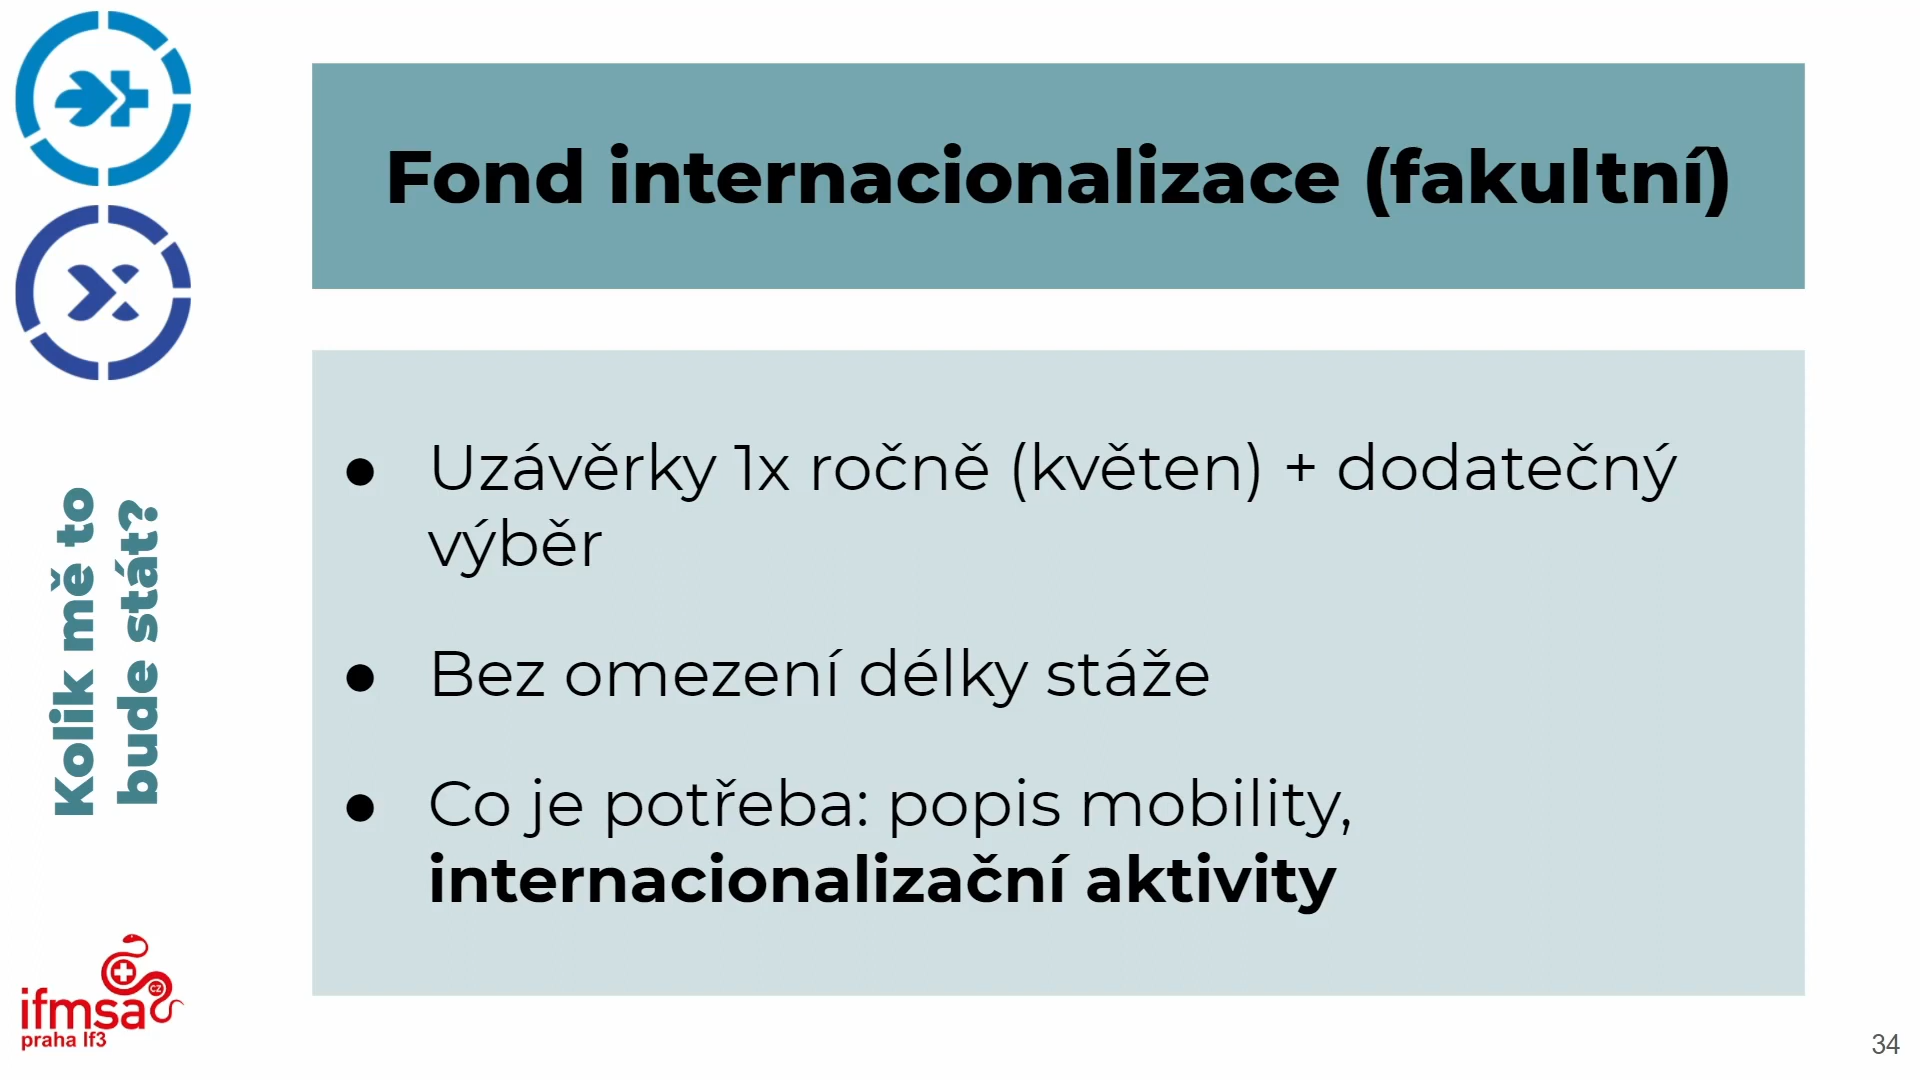 Fond internacionalizace (fakultní)
● Uzávěrky 1x ročně (květen) + dodatečný
výběr
● Bez omezení délky stáže
● Co je potřeba: popis mobility,
internacionalizační aktivity
Kolik mě to
bude stát?
CZ
ifmsa
praha lf3
34